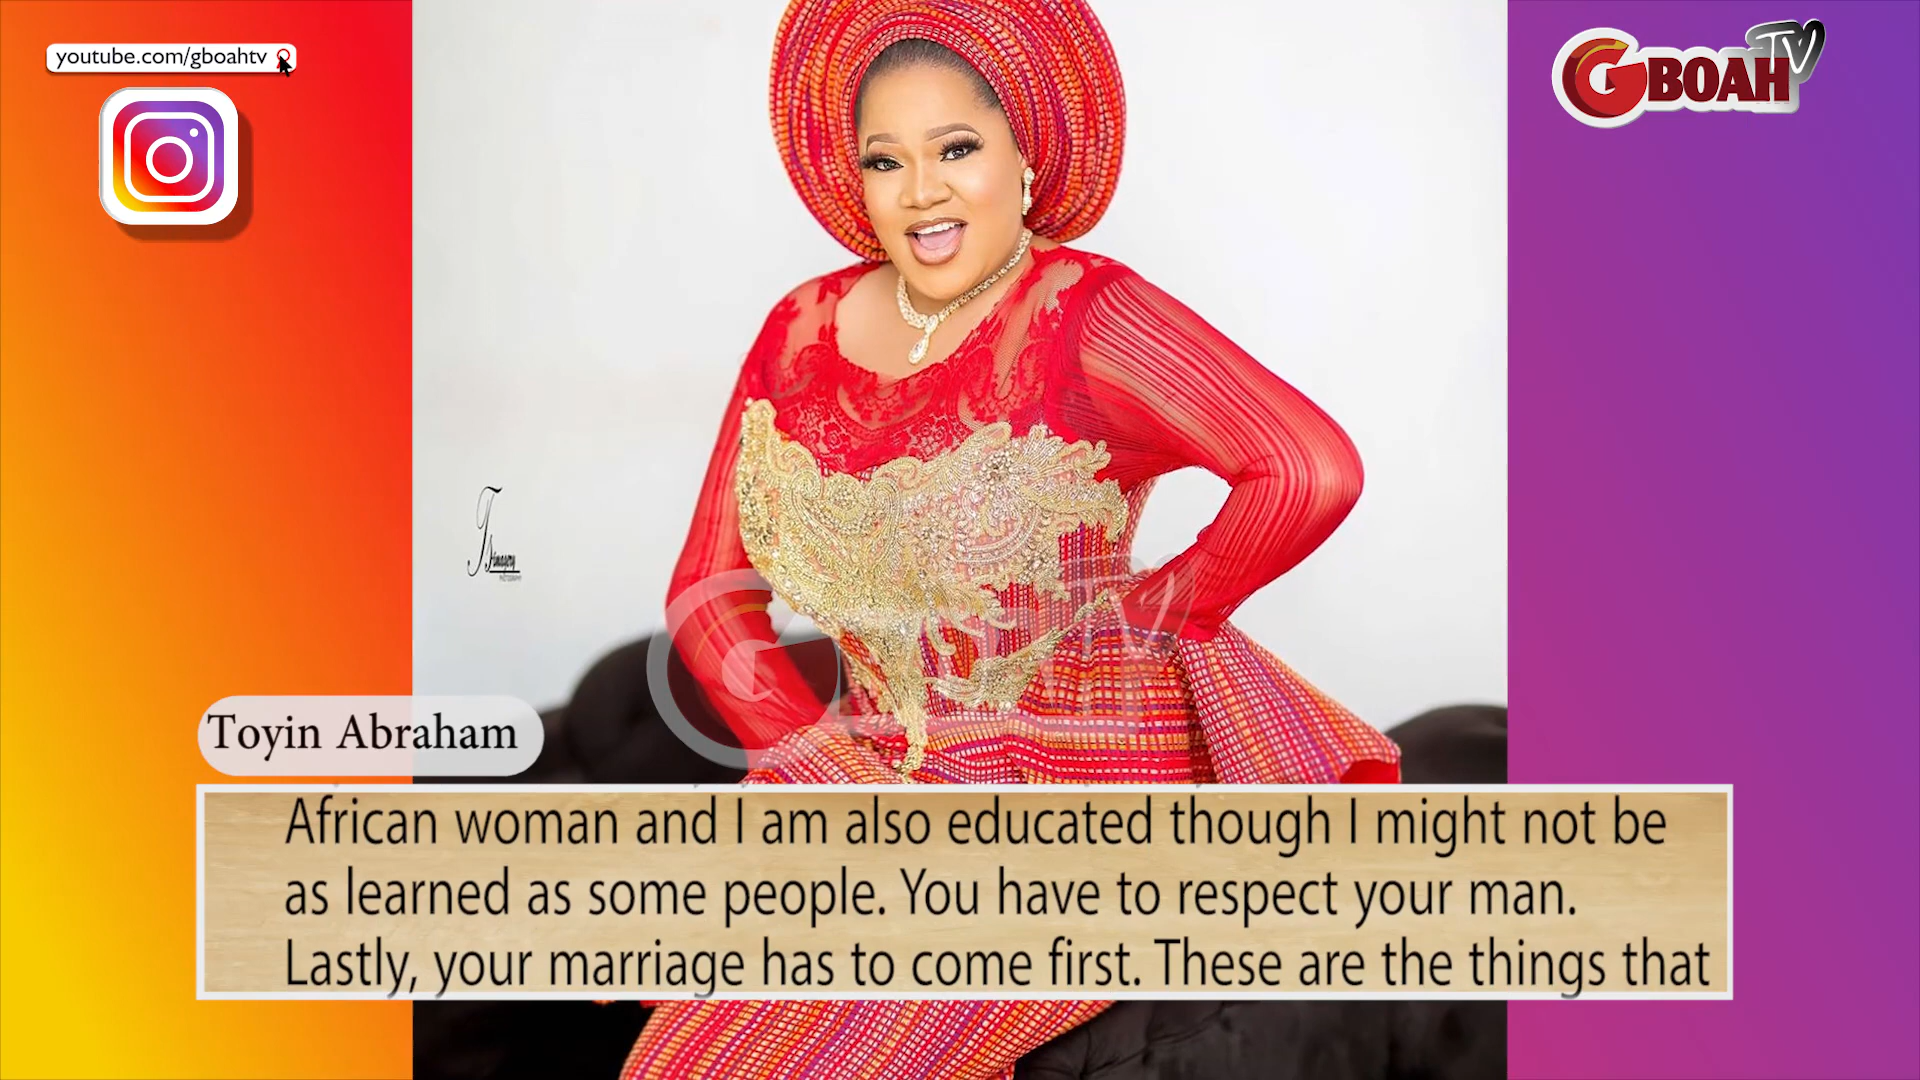 youtube.com/gboahtv
GBOAHTV
Toyin Abraham
African woman and I am also educated though I might not be
as learned as some people. You have to respect your man.
Lastly, your marriage has to come first. These are the things that